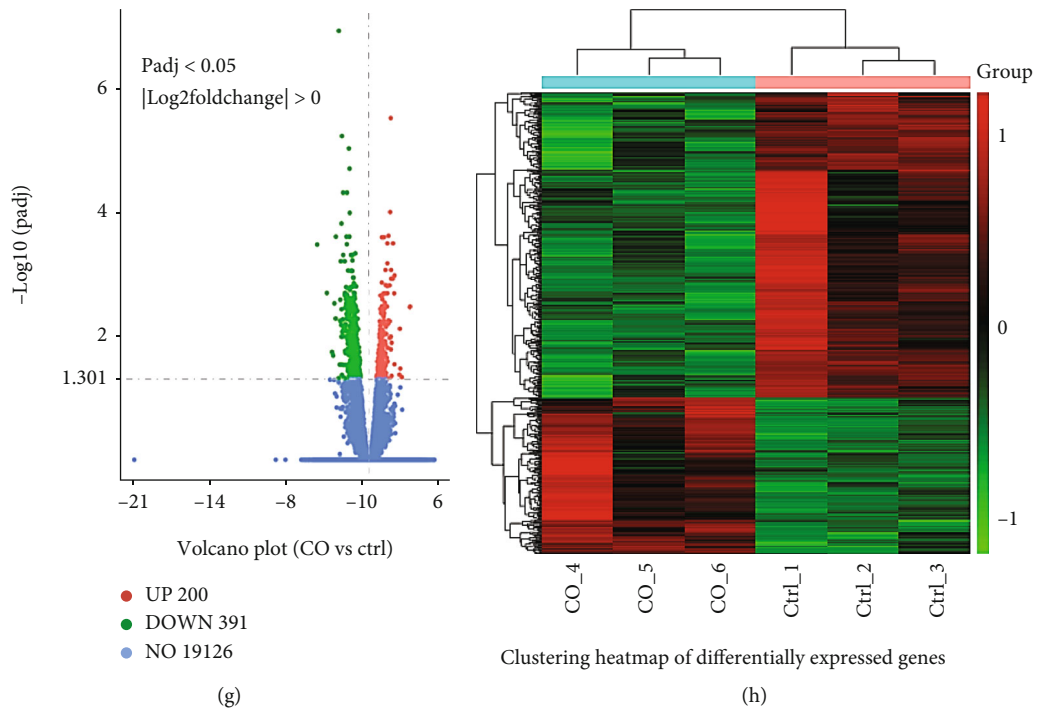 Padj < 0.05
|Log2foldchange| > 0
−Log10 (padj)
6
4
2
1.301
−21
−14
−8
−10
6
Volcano plot (CO vs ctrl)
UP 200
DOWN 391
NO 19126
(g)
Group
1
0
−1
CO_4
CO_5
CO_6
Ctrl_1
Ctrl_2
Ctrl_3
Clustering heatmap of differentially expressed genes
(h)